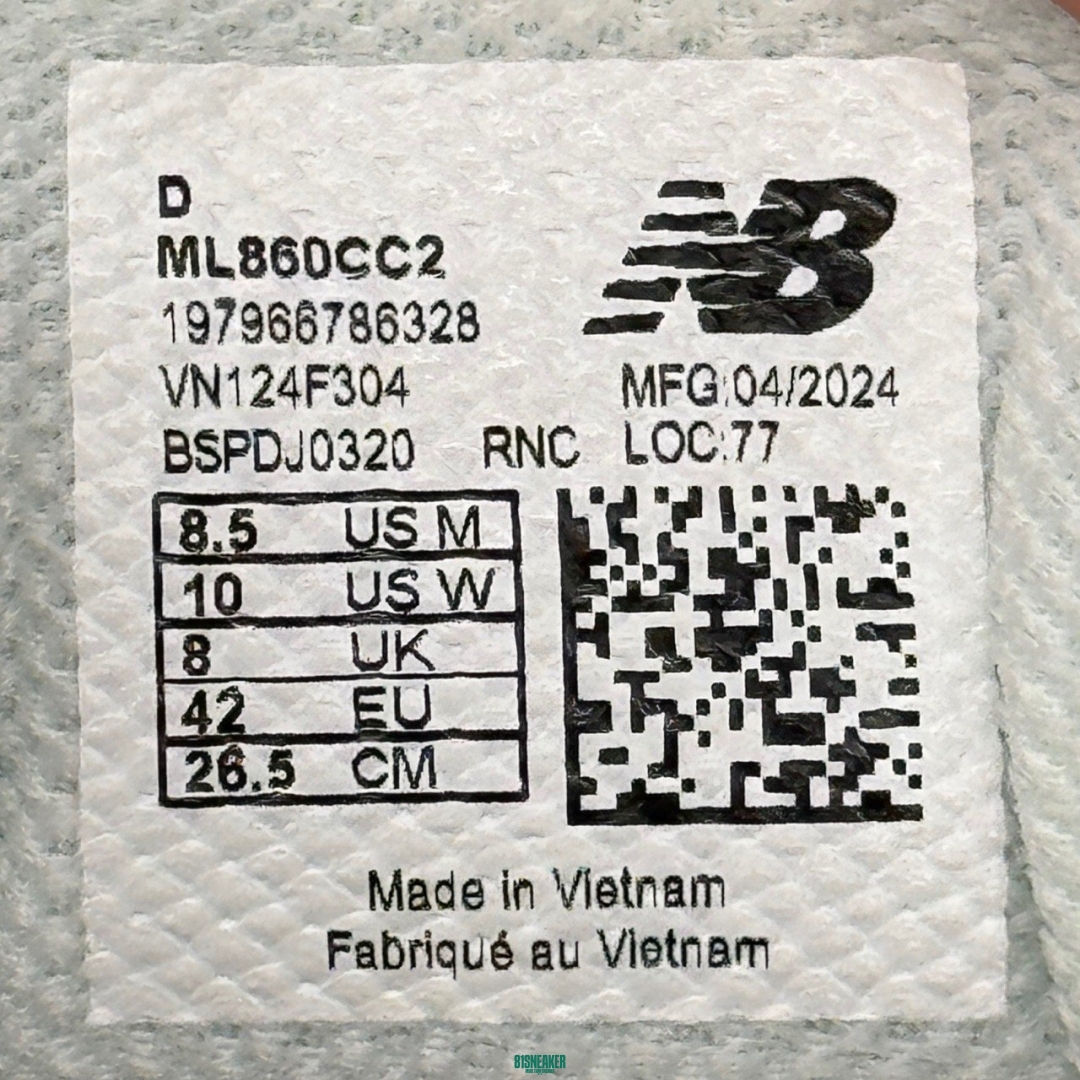 D
ML860CC2
197966786328
VN124F304 MFG:04/2024
BSPDJ0320 RNC LOC:77
8.5 US M
10 US W
8 UK
42 EU
26.5 CM
Made in Vietnam
Fabriqué au Vietnam
81SNEAKER